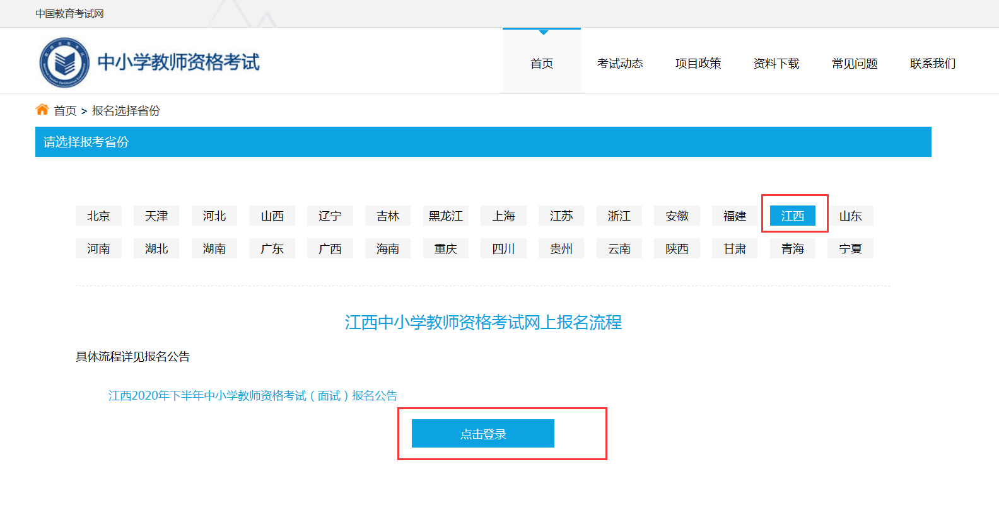 中国教育考试网
中小学教师资格考试
首页 考试动态 项目政策 资料下载 常见问题 联系我们
首页 > 报名选择省份
请选择报考省份
北京 天津 河北 山西 辽宁 吉林 黑龙江 上海 江苏 浙江 安徽 福建 江西 山东
河南 湖北 湖南 广东 广西 海南 重庆 四川 贵州 云南 陕西 甘肃 青海 宁夏
江西中小学教师资格考试网上报名流程
具体流程详见报名公告
江西2020年下半年中小学教师资格考试（面试）报名公告
点击登录